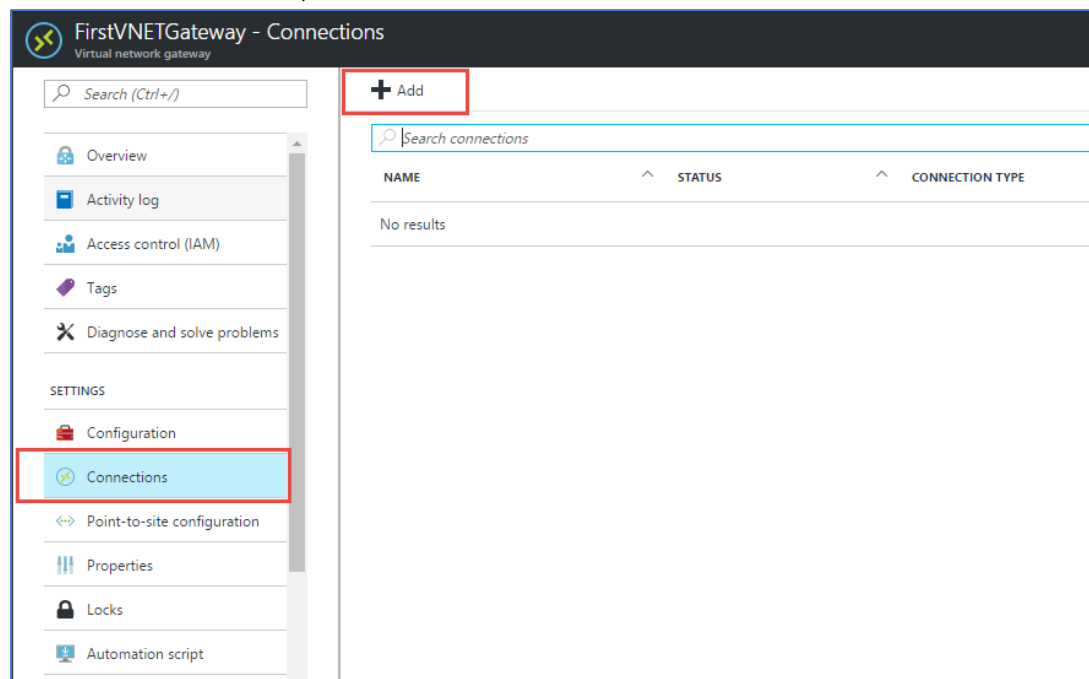 FirstVNETGateway - Connections
Virtual network gateway
Search (Ctrl+/)
Overview
Activity log
Access control (IAM)
Tags
Diagnose and solve problems
SETTINGS
Configuration
Connections
Point-to-site configuration
Properties
Locks
Automation script
Add
Search connections
NAME STATUS CONNECTION TYPE
No results